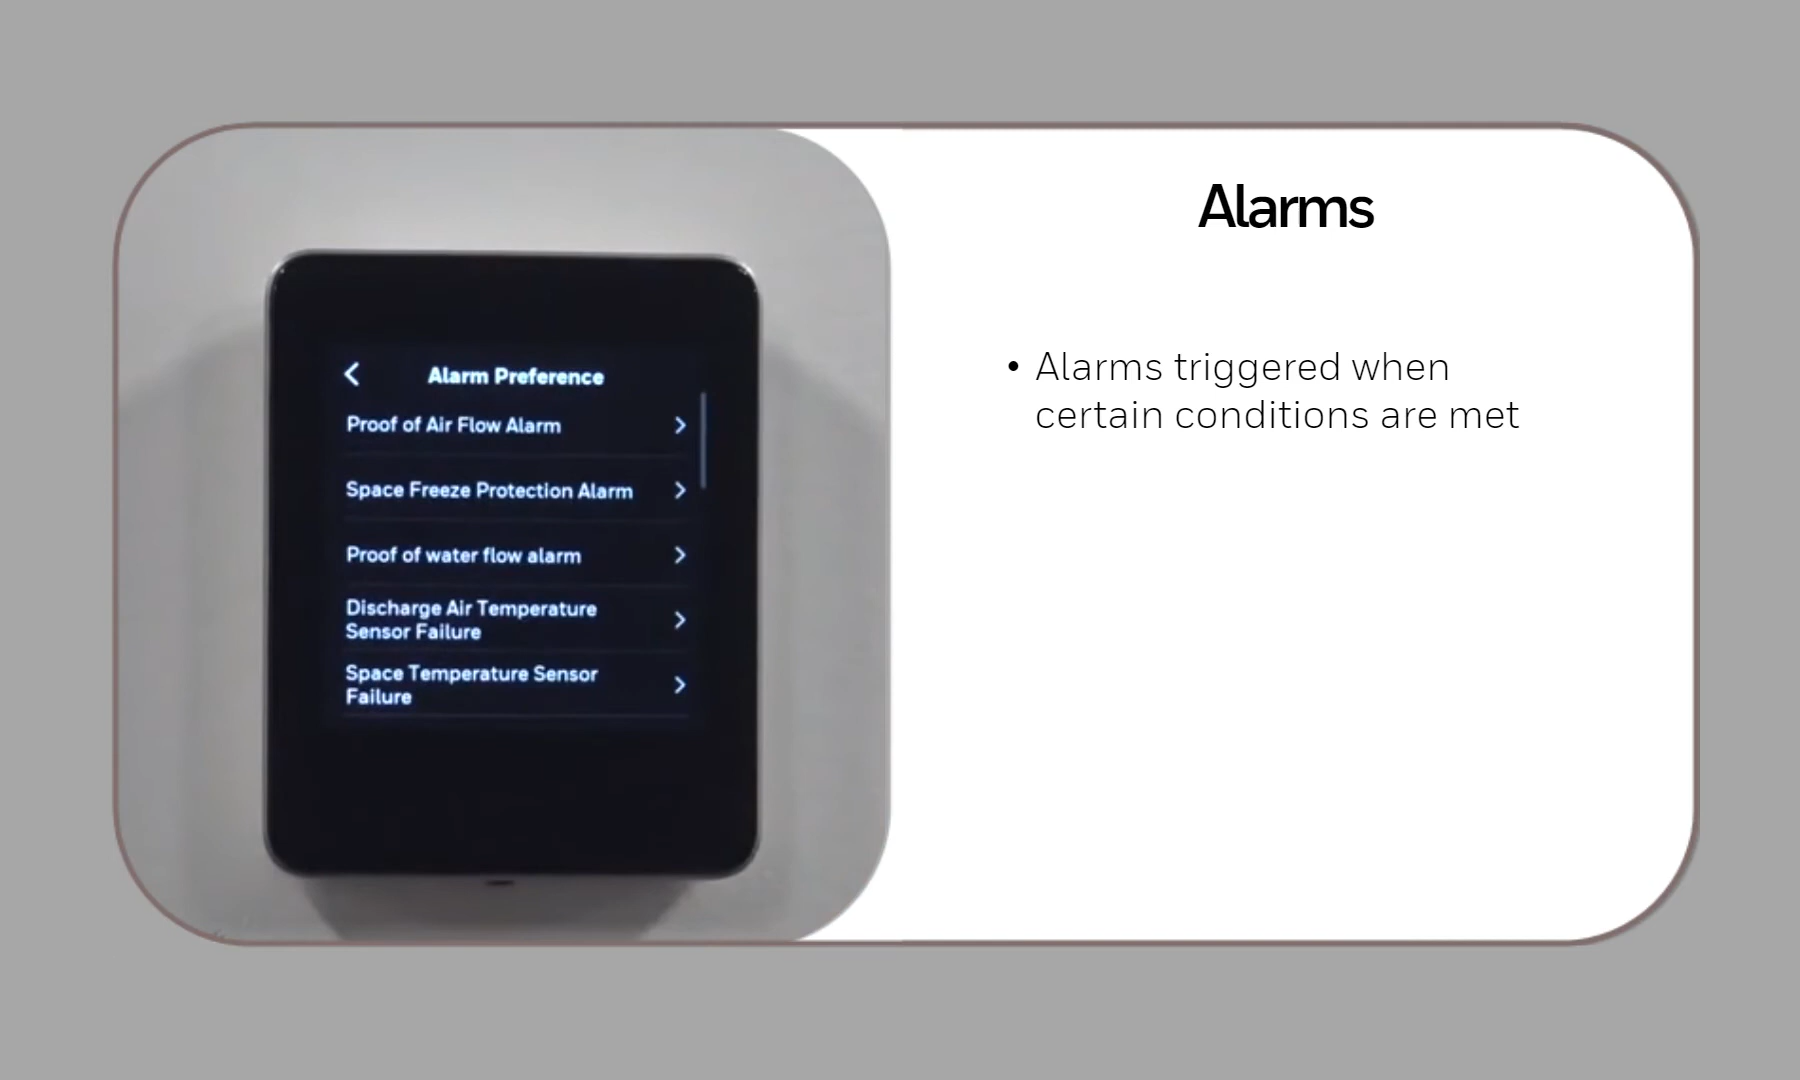 Alarm Preference
Proof of Air Flow Alarm
Space Freeze Protection Alarm
Proof of water flow alarm
Discharge Air Temperature
Sensor Failure
Space Temperature Sensor
Failure
Alarms
• Alarms triggered when
certain conditions are met